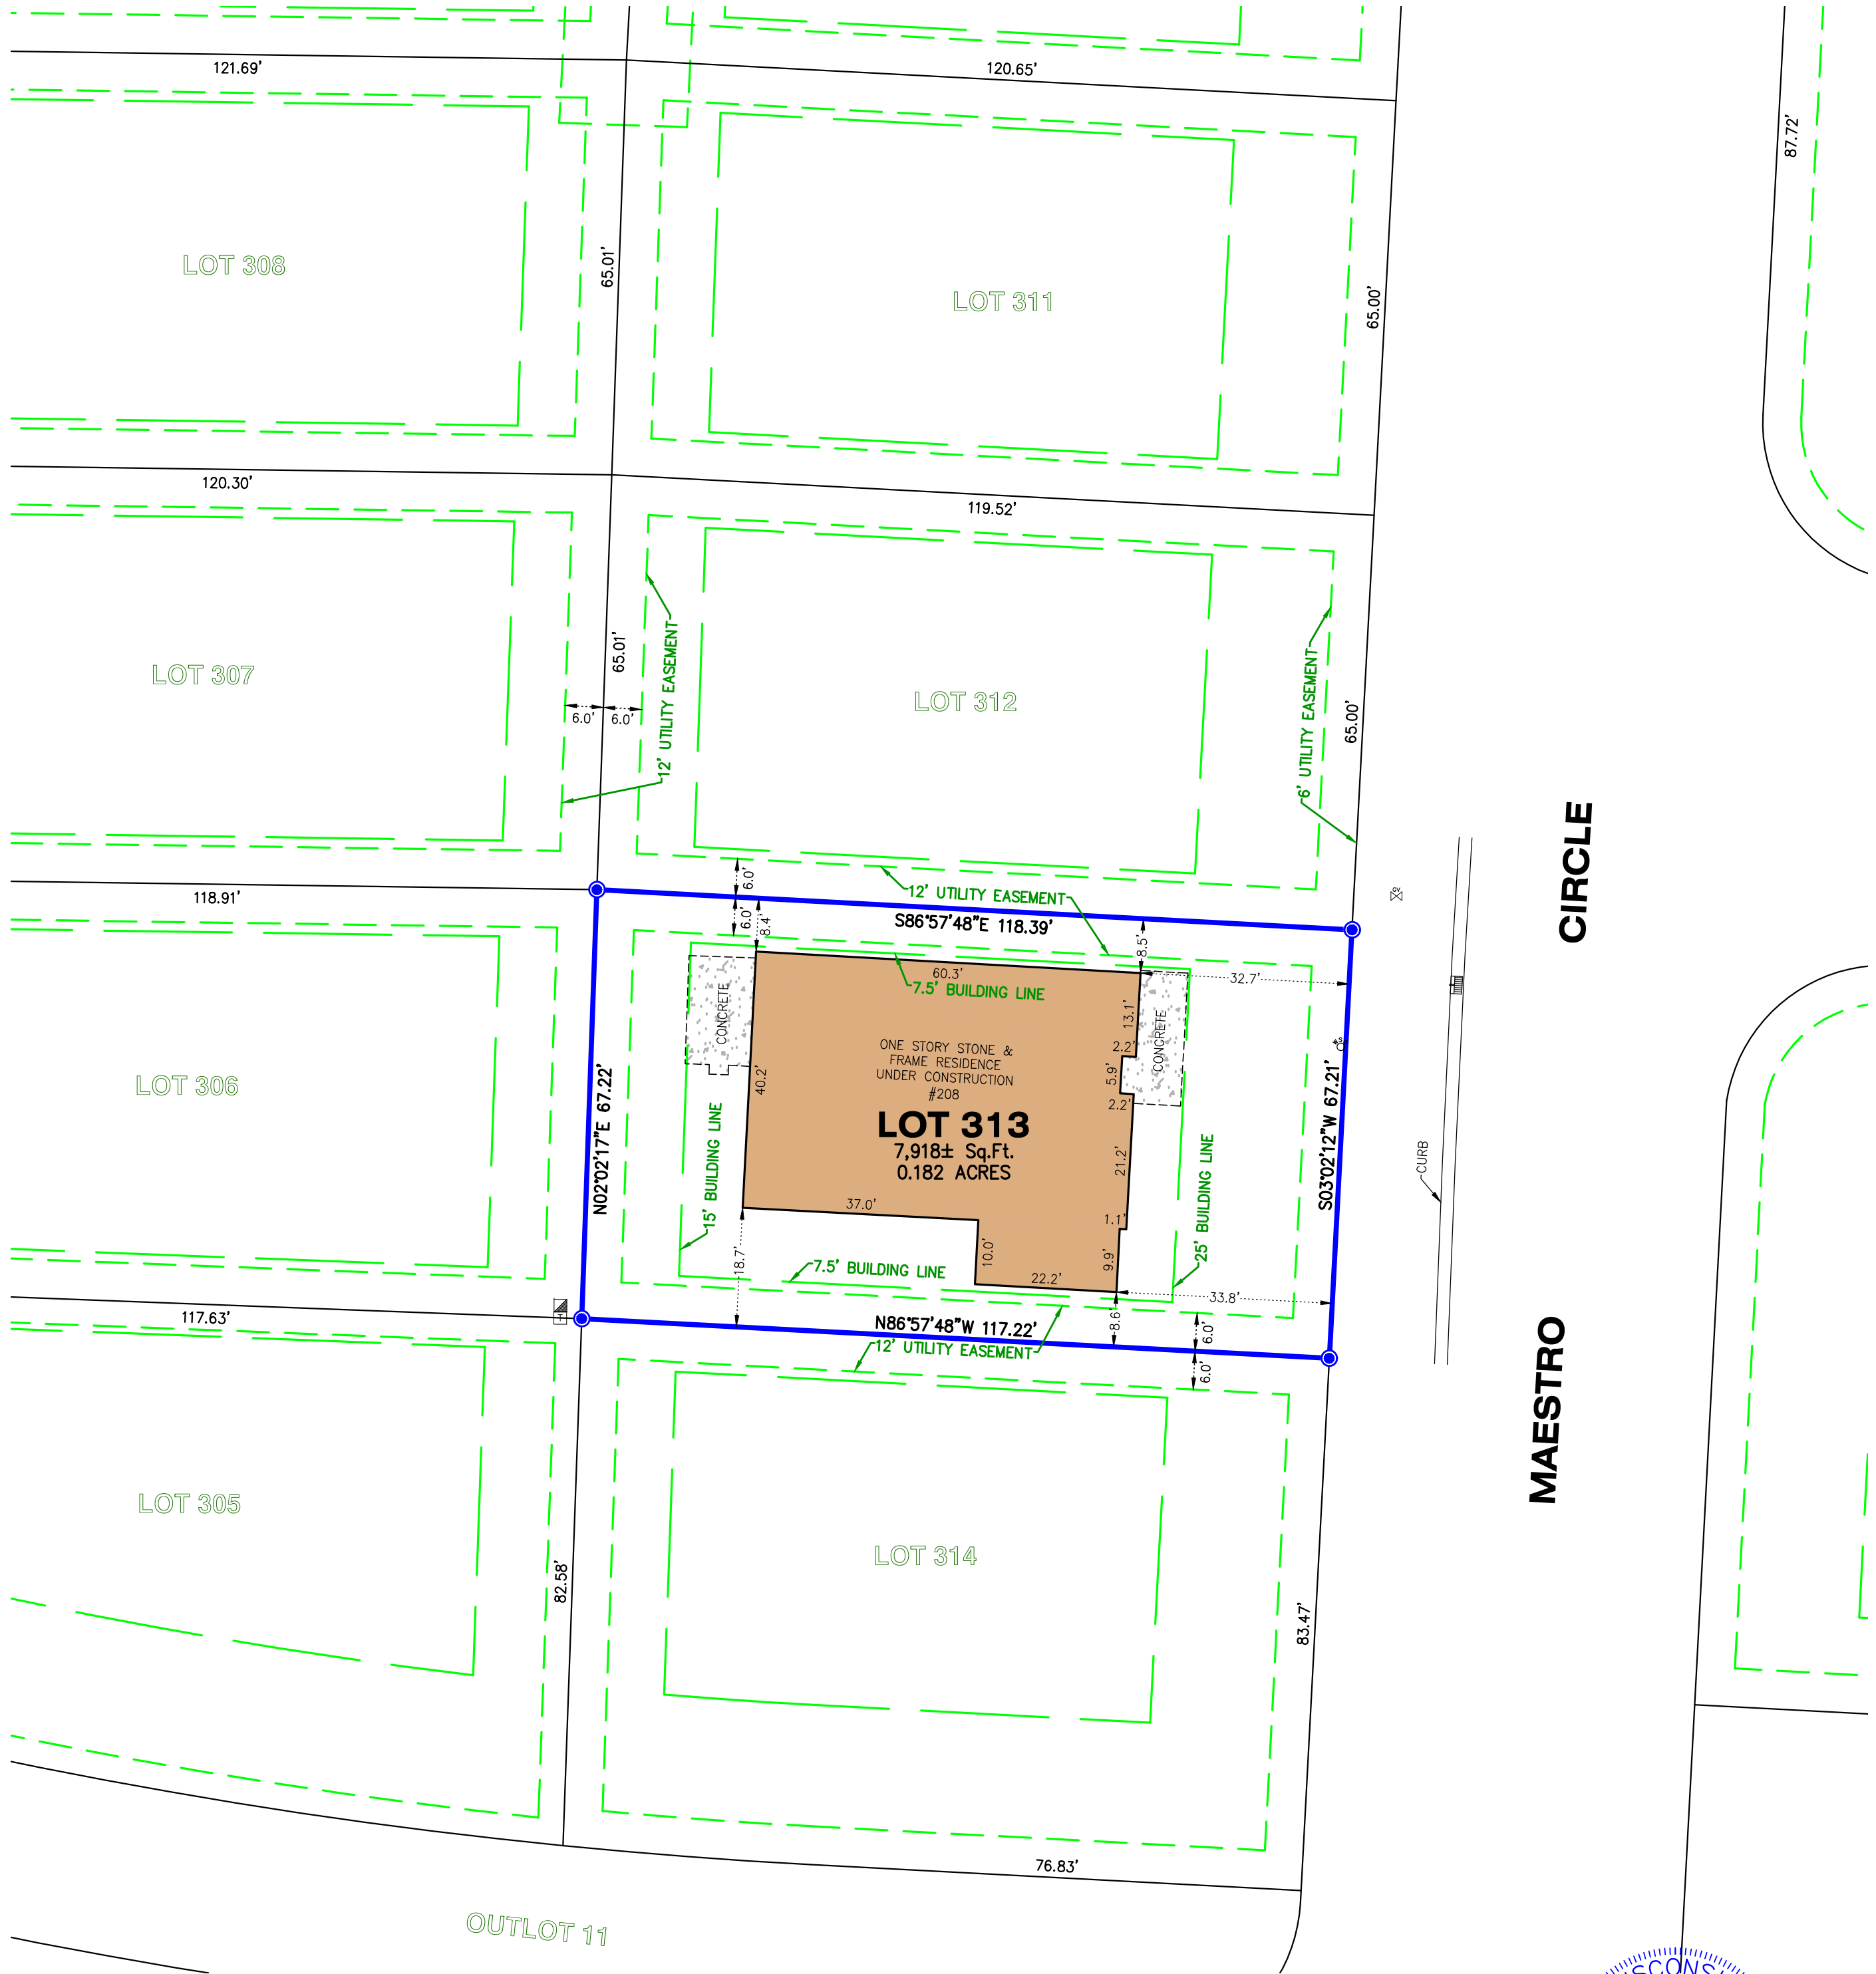 121.69'
120.65'
87.72'
LOT 308
65.01'
LOT 311
65.00'
120.30'
119.52'
LOT 307
65.01'
12' UTILITY EASEMENT
6.0'
6.0'
LOT 312
6' UTILITY EASEMENT
65.00'
CIRCLE
118.91'
6.0'
6.0'
8.4'
12' UTILITY EASEMENT
S86°57'48"E 118.39'
8.5'
60.3'
7.5' BUILDING LINE
32.7'
CONCRETE
13.1'
CONCRETE
2.2'
5.9'
2.2'
ONE STORY STONE &
FRAME RESIDENCE
UNDER CONSTRUCTION
#208
LOT 313
7,918± Sq.Ft.
0.182 ACRES
40.2'
LOT 306
N02°02'17"E 67.22'
15' BUILDING LINE
21.2'
25' BUILDING LINE
S03°02'12"W 67.21'
CURB
37.0'
1.1'
10.0'
9.9'
18.7'
7.5' BUILDING LINE
22.2'
33.8'
117.63'
N86°57'48"W 117.22'
8.6'
6.0'
6.0'
12' UTILITY EASEMENT
MAESTRO
LOT 305
LOT 314
82.58'
83.47'
76.83'
OUTLOT 11